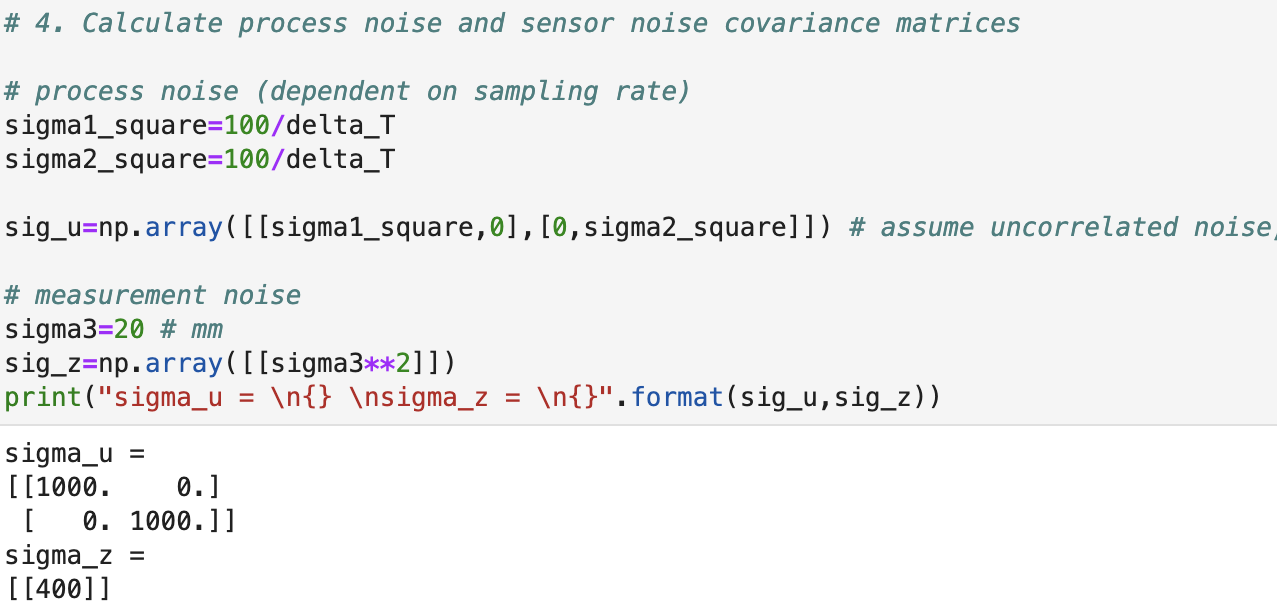 # 4. Calculate process noise and sensor noise covariance matrices
# process noise (dependent on sampling rate)
sigma1_square=100/delta_T
sigma2_square=100/delta_T
sig_u=np.array([[sigma1_square,0],[0,sigma2_square]]) # assume uncorrelated noise,
# measurement noise
sigma3=20 # mm
sig_z=np.array([[sigma3**2]])
print("sigma_u = \n{} \nsigma_z = \n{}".format(sig_u,sig_z))
sigma_u =
[[1000.    0.]
 [   0. 1000.]]
sigma_z =
[[400]]